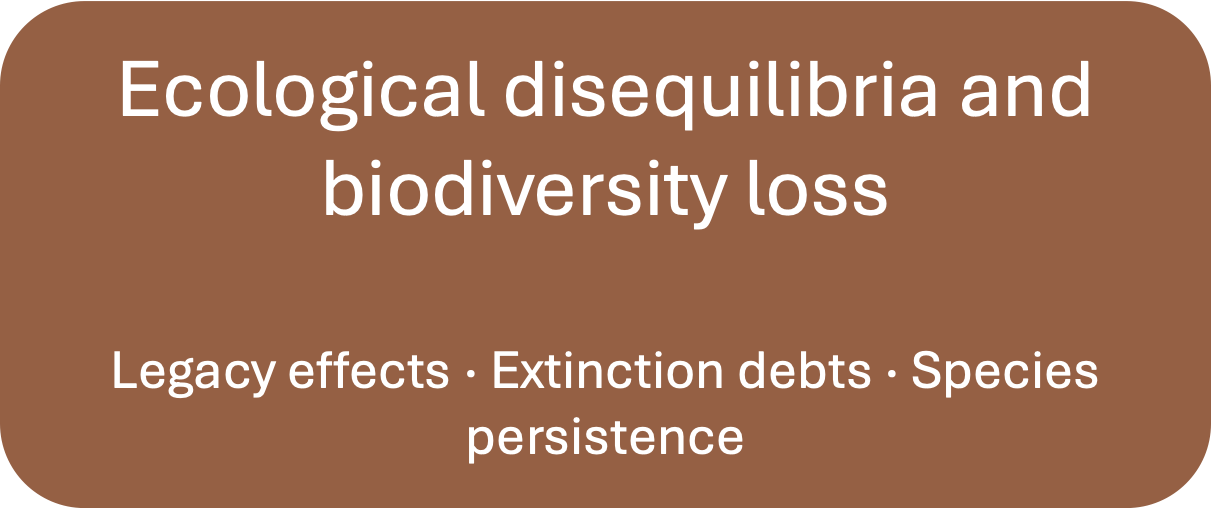 Ecological disequilibria and
biodiversity loss
Legacy effects · Extinction debts · Species
persistence